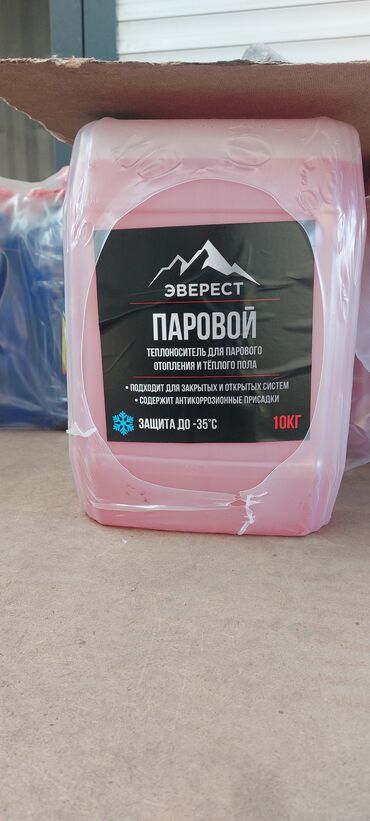 ЭВЕРЕСТ
ПАРОВОЙ
ТЕПЛОНОСИТЕЛЬ ДЛЯ ПАРОВОГО
ОТОПЛЕНИЯ И ТЁПЛОГО ПОЛА
• ПОДХОДИТ ДЛЯ ЗАКРЫТЫХ И ОТКРЫТЫХ СИСТЕМ
• СОДЕРЖИТ АНТИКОРРОЗИОННЫЕ ПРИСАДКИ
ЗАЩИТА ДО -35°С
10КГ